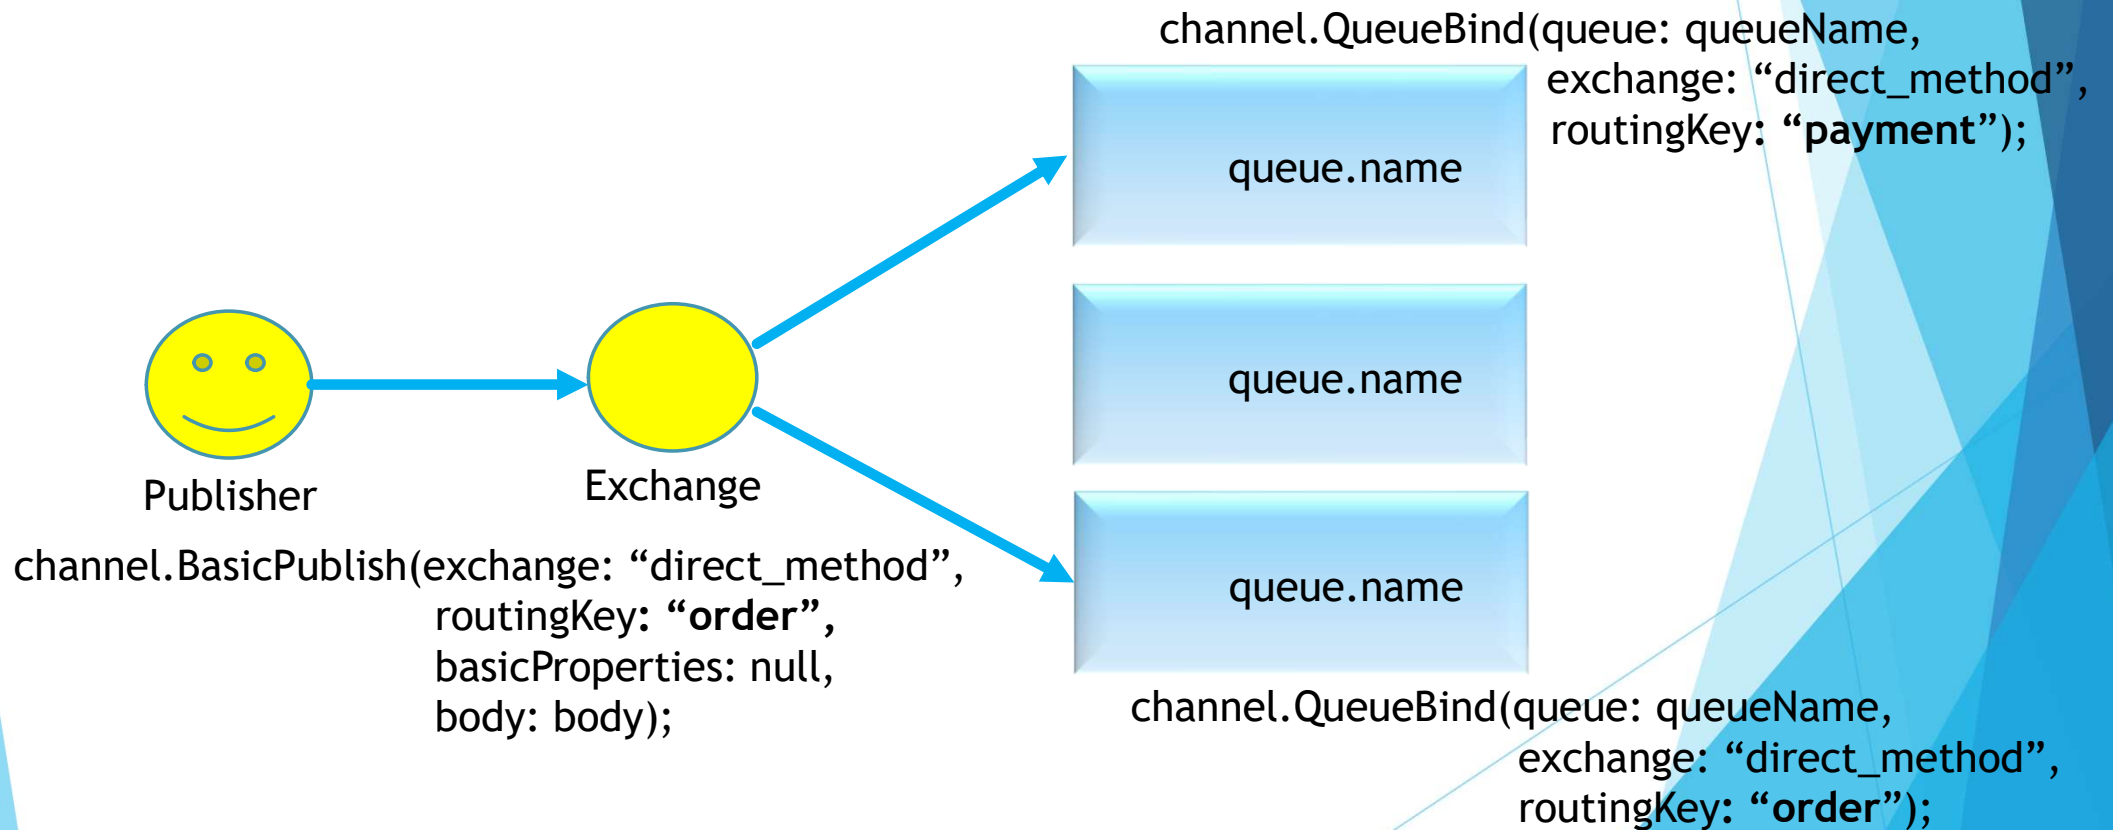 channel.QueueBind(queue: queueName,
exchange: “direct_method”,
routingKey: “payment”);
queue.name
queue.name
Publisher
Exchange
channel.BasicPublish(exchange: “direct_method”,
routingKey: “order”,
basicProperties: null,
body: body);
queue.name
channel.QueueBind(queue: queueName,
exchange: “direct_method”,
routingKey: “order”);